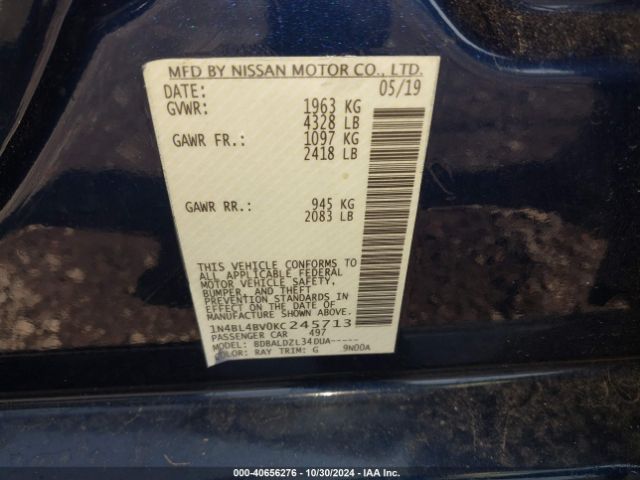 MFD BY NISSAN MOTOR CO., LTD.
DATE: 05/19
GVWR: 1963 KG
4328 LB
GAWR FR.: 1097 KG
2418 LB
GAWR RR.: 945 KG
2083 LB
THIS VEHICLE CONFORMS TO
ALL APPLICABLE FEDERAL
MOTOR VEHICLE SAFETY,
BUMPER, AND THEFT
PREVENTION STANDARDS IN
EFFECT ON THE DATE OF
MANUFACTURE SHOWN ABOVE.
1N4BL4BV0KC245713
PASSENGER CAR 497
MODEL: BDBALDZL34DUA-----
COLOR: RAY TRIM: G 9N00A
000-40656276 - 10/30/2024 - IAA Inc.